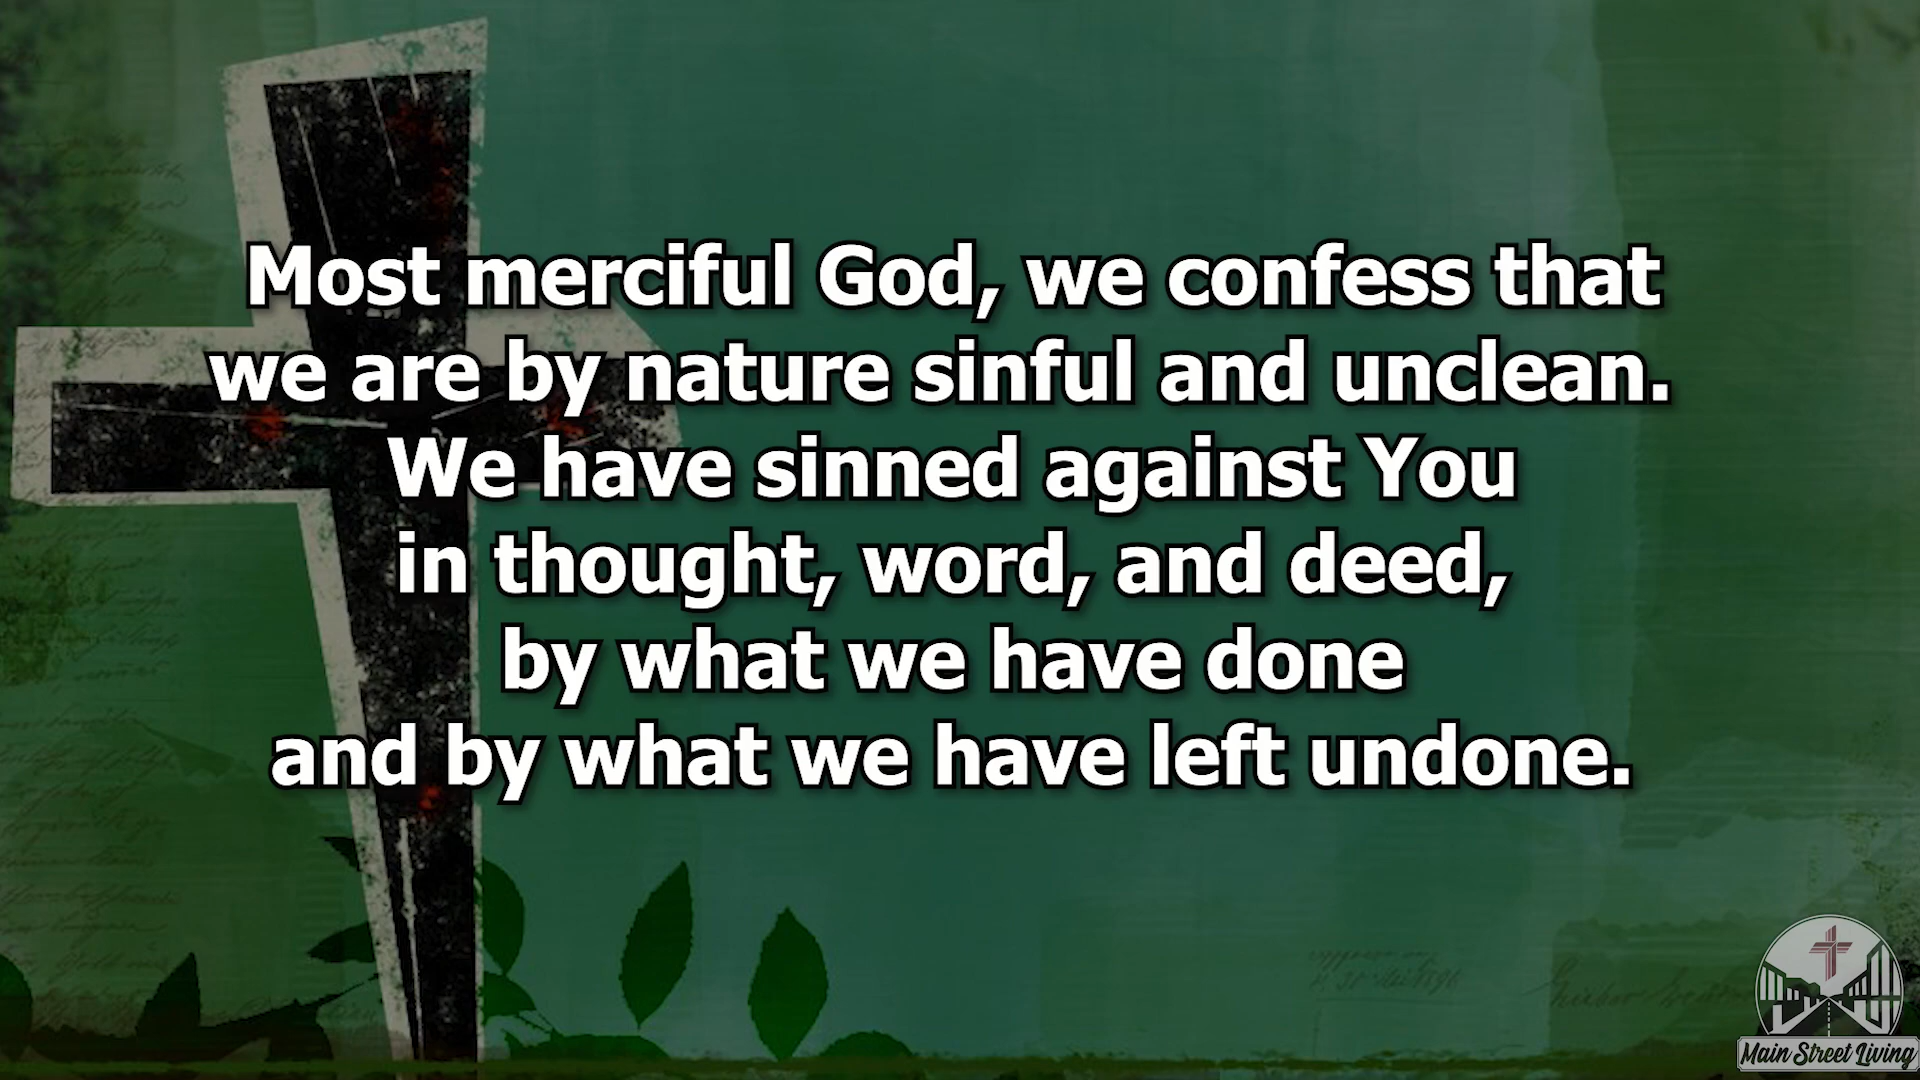 Most merciful God, we confess that
we are by nature sinful and unclean.
We have sinned against You
in thought, word, and deed,
by what we have done
and by what we have left undone.
Main Street Living